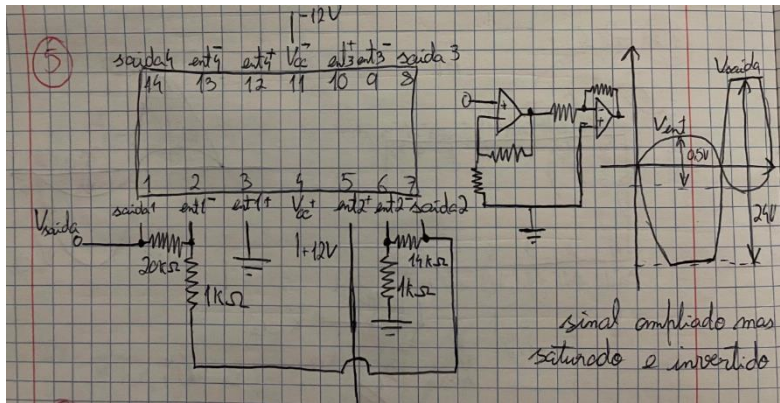 -12V
5
saída4 ent4⁻ ent4⁺ Vcc⁻ ent3⁺ ent3⁻ saída 3
14 13 12 11 10 9 8
1 2 3 4 5 6 7
saída1 ent1⁻ ent1+ Vcc⁺ ent2⁺ ent2⁻ saída2
Vsaída
20kΩ
+12V
14kΩ
1KΩ
1KΩ
+
-
-
+
Vsaída
Vent
0,5V
24V
sinal ampliado mas
saturado e invertido